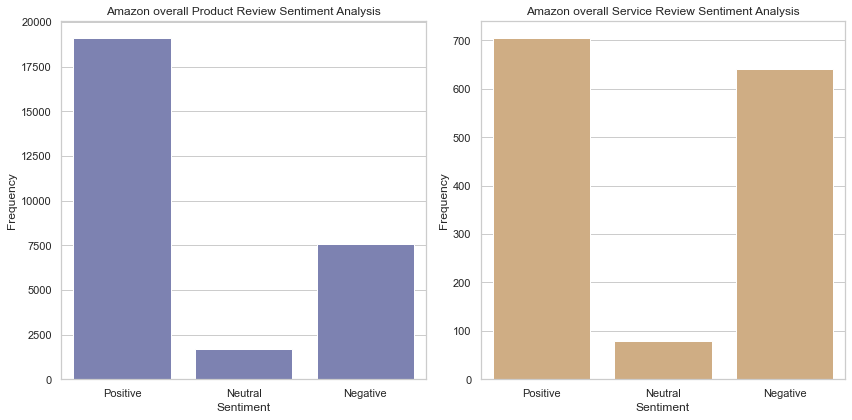 Amazon overall Product Review Sentiment Analysis
20000
17500
15000
12500
10000
7500
5000
2500
0
Frequency
Positive Neutral Negative
Sentiment
Amazon overall Service Review Sentiment Analysis
700
600
500
400
300
200
100
0
Frequency
Positive Neutral Negative
Sentiment